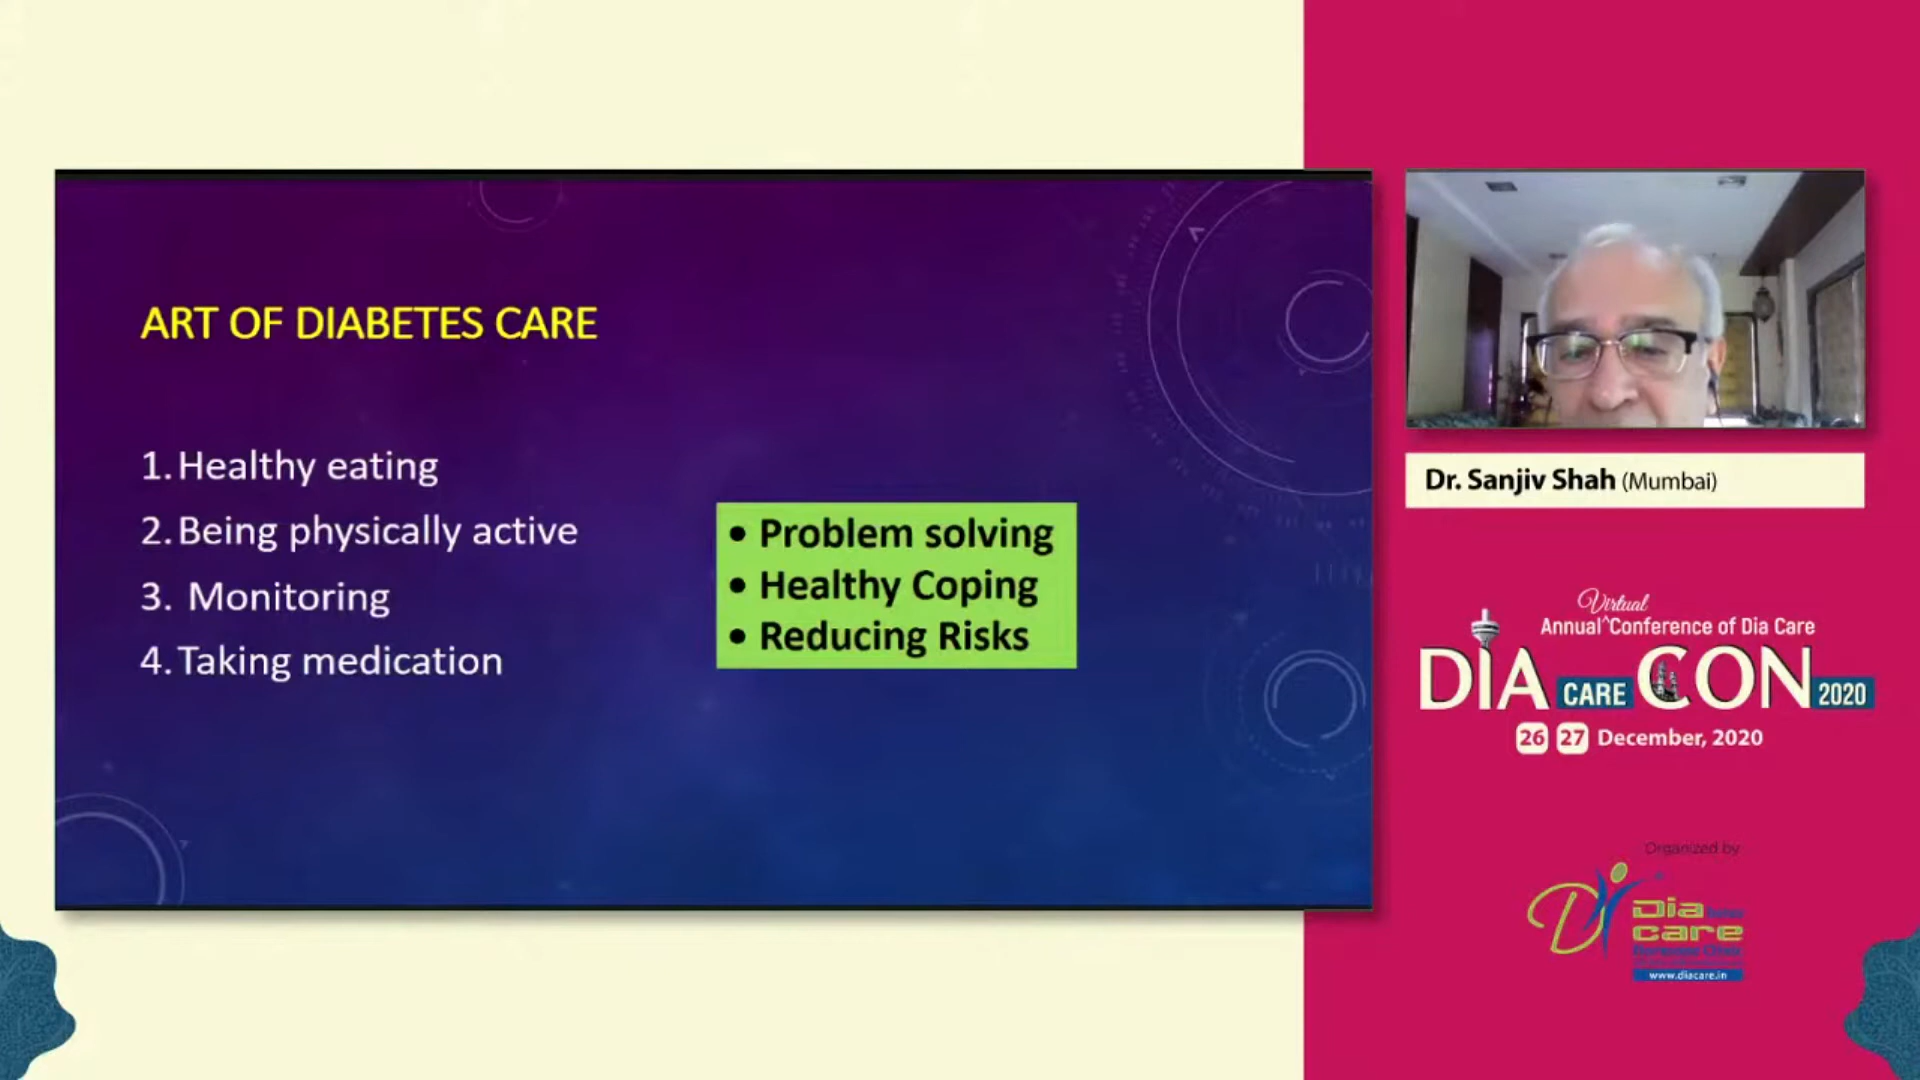 ART OF DIABETES CARE
1. Healthy eating
2. Being physically active
3. Monitoring
4. Taking medication
• Problem solving
• Healthy Coping
• Reducing Risks
Dr. Sanjiv Shah (Mumbai)
Virtual
Annual^Conference of Dia Care
DIA CARE CON 2020
26 27 December, 2020
Organized by
Dia
care
www.diacare.in